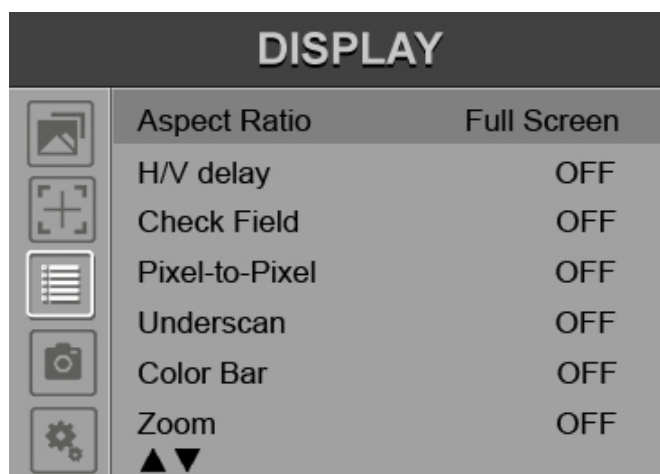 DISPLAY
Aspect Ratio Full Screen
H/V delay OFF
Check Field OFF
Pixel-to-Pixel OFF
Underscan OFF
Color Bar OFF
Zoom OFF